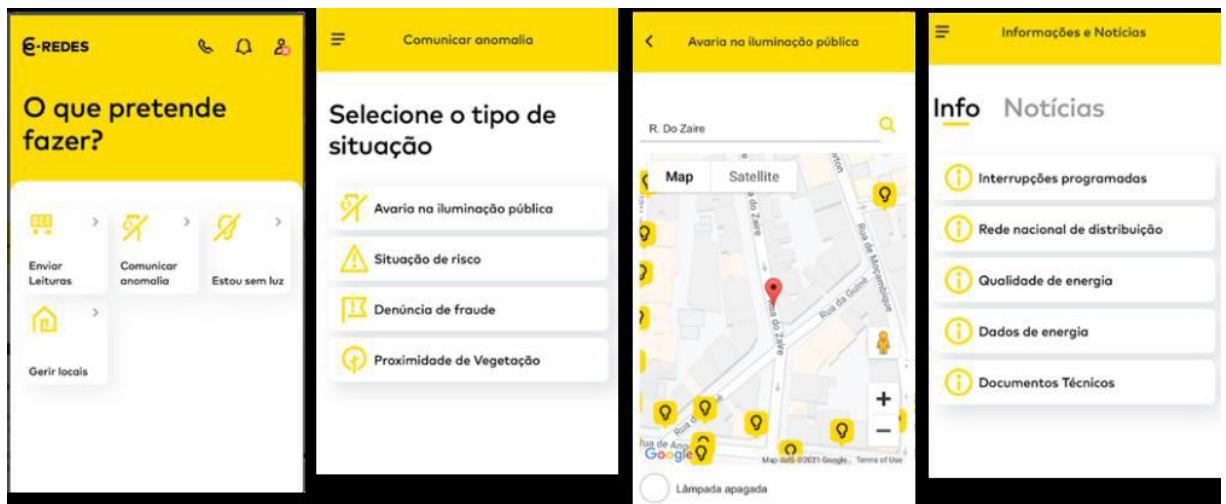 E-REDES
O que pretende
fazer?
Enviar
Leituras
Comunicar
anomalia
Estou sem luz
Gerir locais
Comunicar anomalia
Selecione o tipo de
situação
Avaria na iluminação pública
Situação de risco
Denúncia de fraude
Proximidade de Vegetação
Avaria na iluminação pública
R. Do Zaire
Map
Satellite
a do Zaire
Rua do Zaire
Rua da Guiné
Rua de Moçambique
Rua d
Rua de Ang
Google
Map data ©2021 Google
Terms of Use
Lâmpada apagada
Informações e Notícias
Info Notícias
Interrupções programadas
Rede nacional de distribuição
Qualidade de energia
Dados de energia
Documentos Técnicos